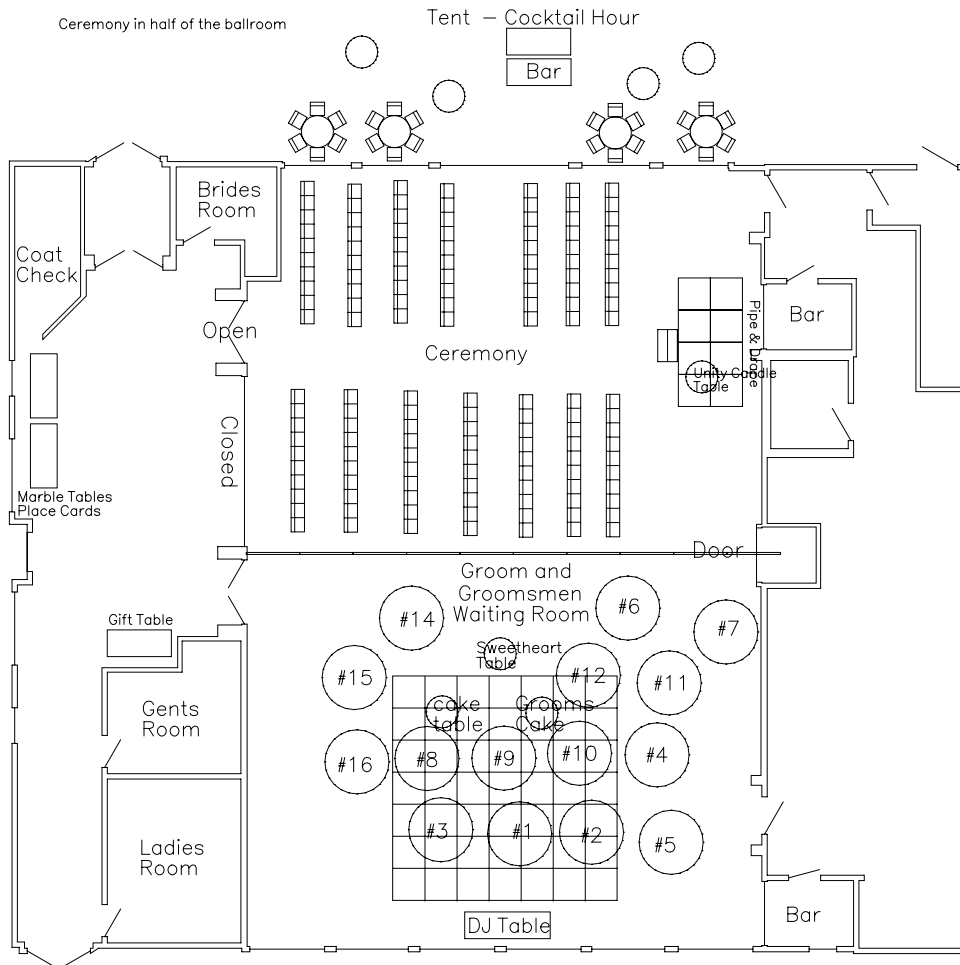 Ceremony in half of the ballroom
Tent - Cocktail Hour
Bar
Brides
Room
Coat
Check
Open
Ceremony
Bar
Pipe & Drape
Unity Candle
Table
Closed
Marble Tables
Place Cards
Door
Groom and
Groomsmen
Waiting Room
#6
#14
#7
Gift Table
Sweetheart
Table
#12
#15
#11
cake
table
Grooms
Cake
Gents
Room
#16
#8
#9
#10
#4
#3
#1
#2
#5
Ladies
Room
DJ Table
Bar